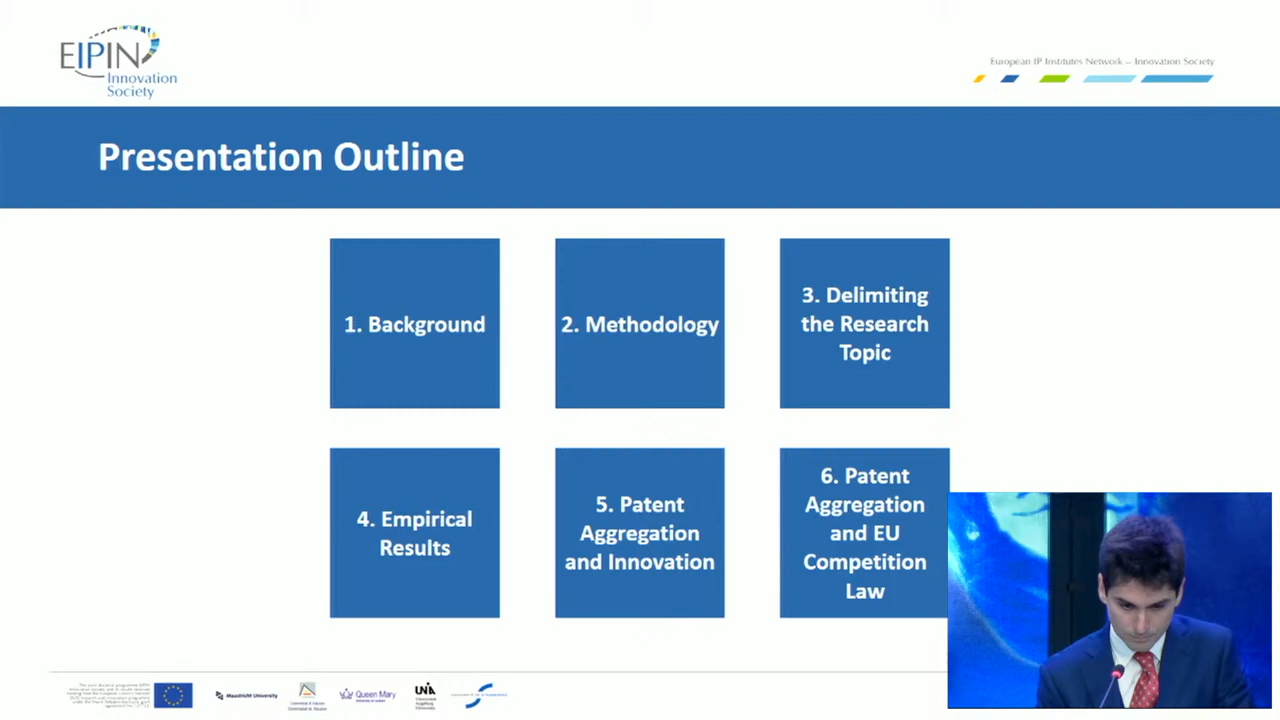 EIPIN
Innovation
Society
European IP Institutes Network – Innovation Society
Presentation Outline
1. Background
2. Methodology
3. Delimiting
the Research
Topic
4. Empirical
Results
5. Patent
Aggregation
and Innovation
6. Patent
Aggregation
and EU
Competition
Law
Maastricht University
Queen Mary